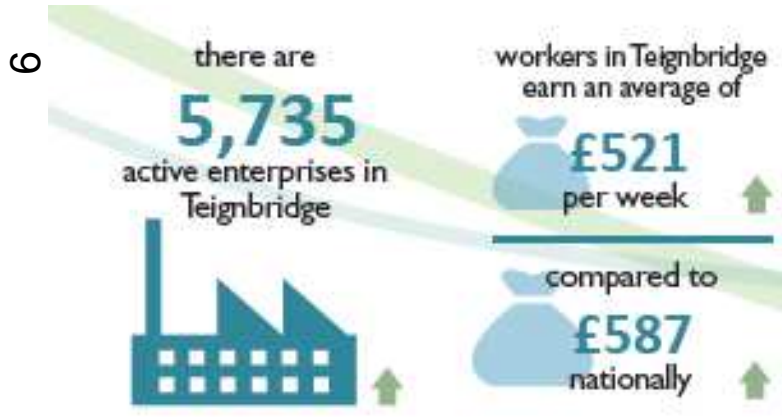 6
there are
5,735
active enterprises in
Teignbridge
workers in Teignbridge
earn an average of
£521
per week
compared to
£587
nationally